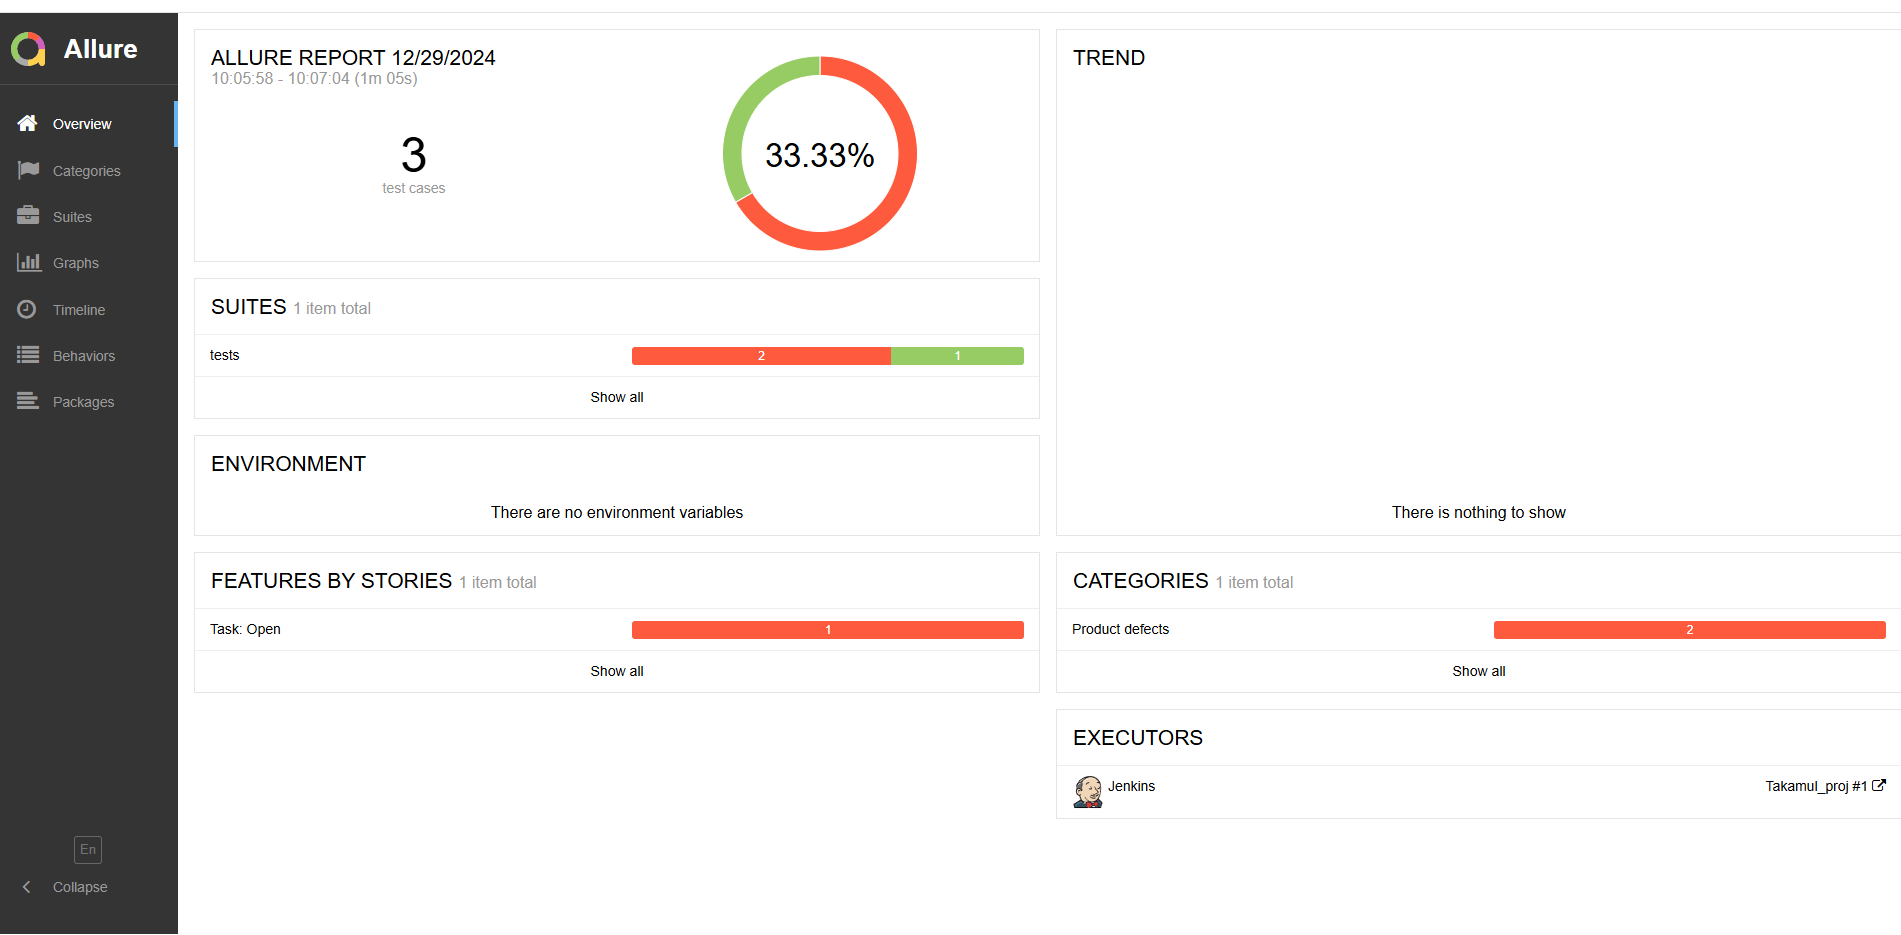 Allure
Overview
Categories
Suites
Graphs
Timeline
Behaviors
Packages
En
Collapse
ALLURE REPORT 12/29/2024
10:05:58 - 10:07:04 (1m 05s)
3
test cases
33.33%
SUITES 1 item total
tests 2 1
Show all
ENVIRONMENT
There are no environment variables
FEATURES BY STORIES 1 item total
Task: Open 1
Show all
TREND
There is nothing to show
CATEGORIES 1 item total
Product defects 2
Show all
EXECUTORS
Jenkins Takamul_proj #1